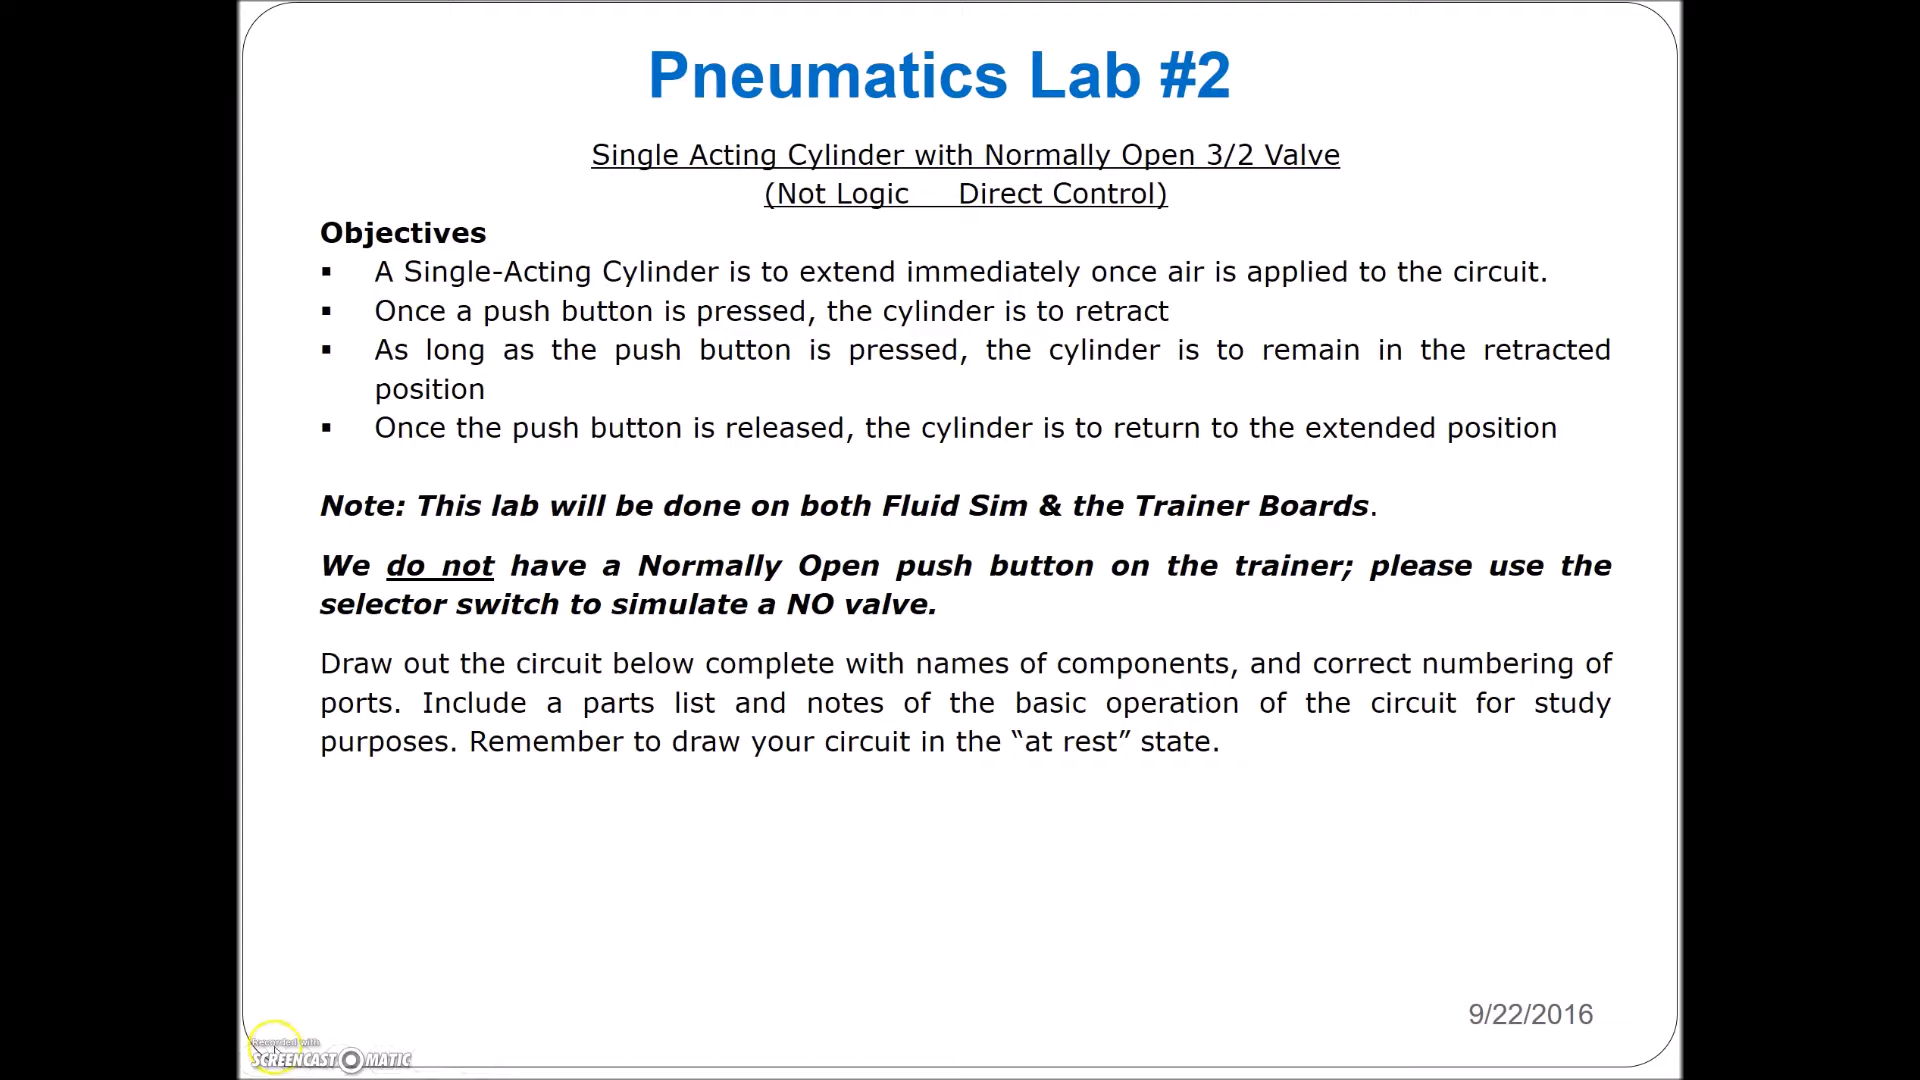 Pneumatics Lab #2
Single Acting Cylinder with Normally Open 3/2 Valve
(Not Logic Direct Control)
Objectives
▪ A Single-Acting Cylinder is to extend immediately once air is applied to the circuit.
▪ Once a push button is pressed, the cylinder is to retract
▪ As long as the push button is pressed, the cylinder is to remain in the retracted
position
▪ Once the push button is released, the cylinder is to return to the extended position
Note: This lab will be done on both Fluid Sim & the Trainer Boards.
We do not have a Normally Open push button on the trainer; please use the
selector switch to simulate a NO valve.
Draw out the circuit below complete with names of components, and correct numbering of
ports. Include a parts list and notes of the basic operation of the circuit for study
purposes. Remember to draw your circuit in the “at rest” state.
9/22/2016
Recorded with
SCREENCAST O MATIC